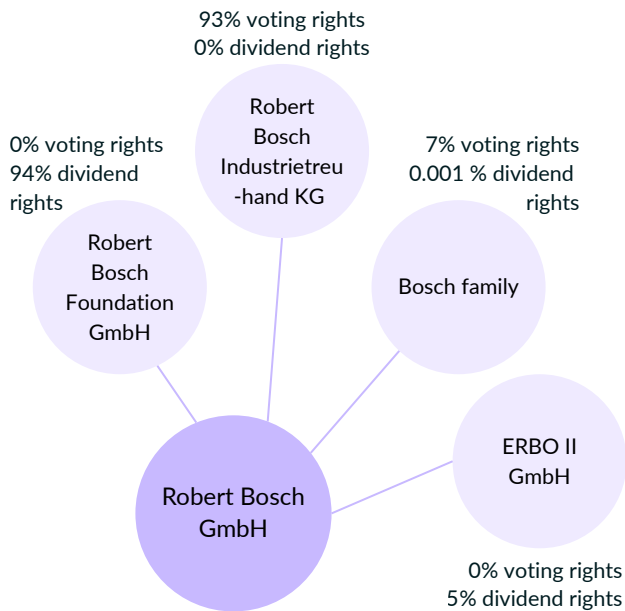 93% voting rights
0% dividend rights
Robert
Bosch
Industrietreu
-hand KG
0% voting rights
94% dividend
rights
Robert
Bosch
Foundation
GmbH
7% voting rights
0.001 % dividend
rights
Bosch family
ERBO II
GmbH
0% voting rights
5% dividend rights
Robert Bosch
GmbH